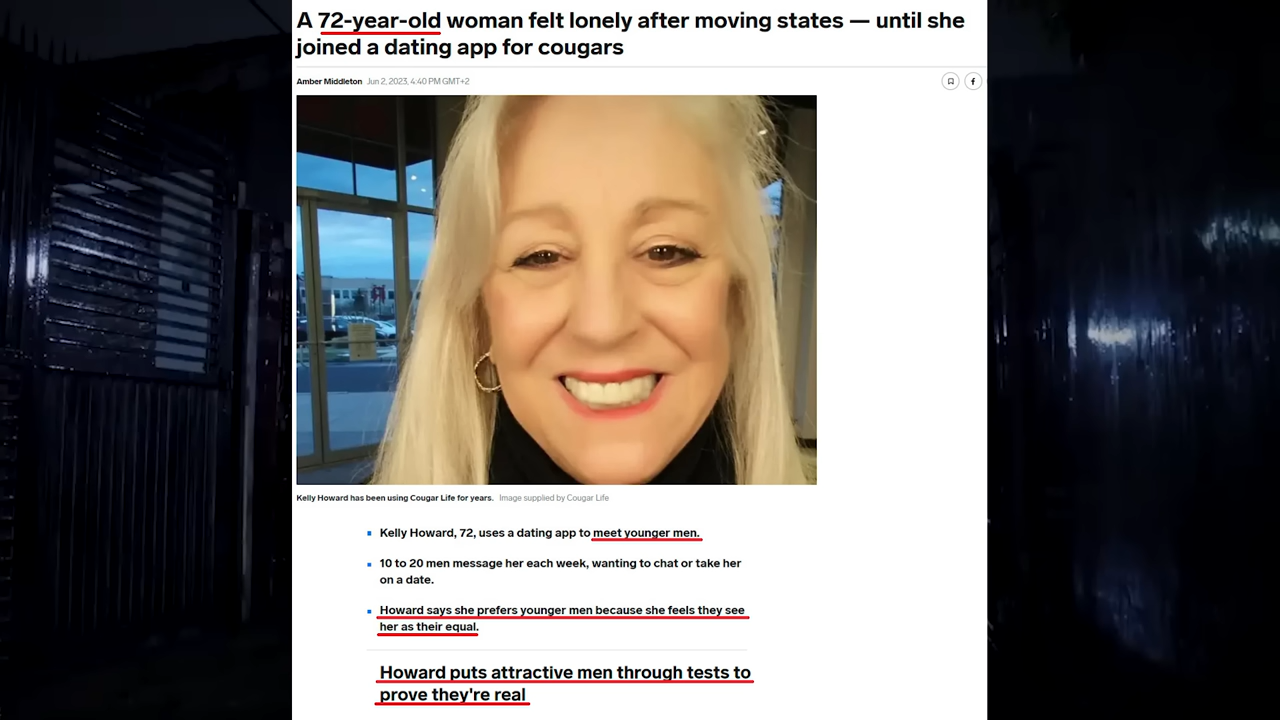 A 72-year-old woman felt lonely after moving states — until she
joined a dating app for cougars
Amber Middleton Jun 2, 2023, 4:40 PM GMT+2
Kelly Howard has been using Cougar Life for years. Image supplied by Cougar Life
Kelly Howard, 72, uses a dating app to meet younger men.
10 to 20 men message her each week, wanting to chat or take her
on a date.
Howard says she prefers younger men because she feels they see
her as their equal.
Howard puts attractive men through tests to
prove they're real